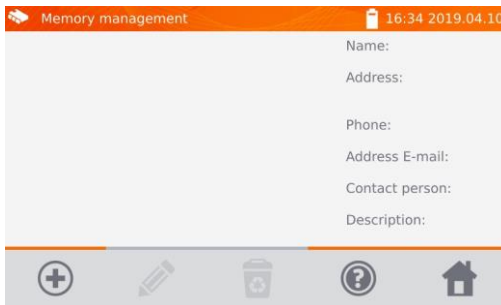 Memory management
16:34 2019.04.10
Name:
Address:
Phone:
Address E-mail:
Contact person:
Description: